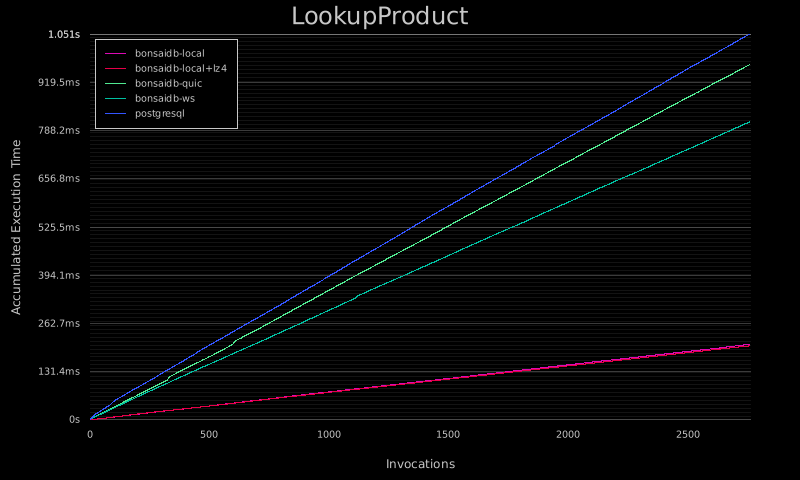 LookupProduct
1.051s
919.5ms
788.2ms
656.8ms
525.5ms
394.1ms
262.7ms
131.4ms
0s
bonsaidb-local
bonsaidb-local+lz4
bonsaidb-quic
bonsaidb-ws
postgresql
Accumulated Execution Time
0 500 1000 1500 2000 2500
Invocations